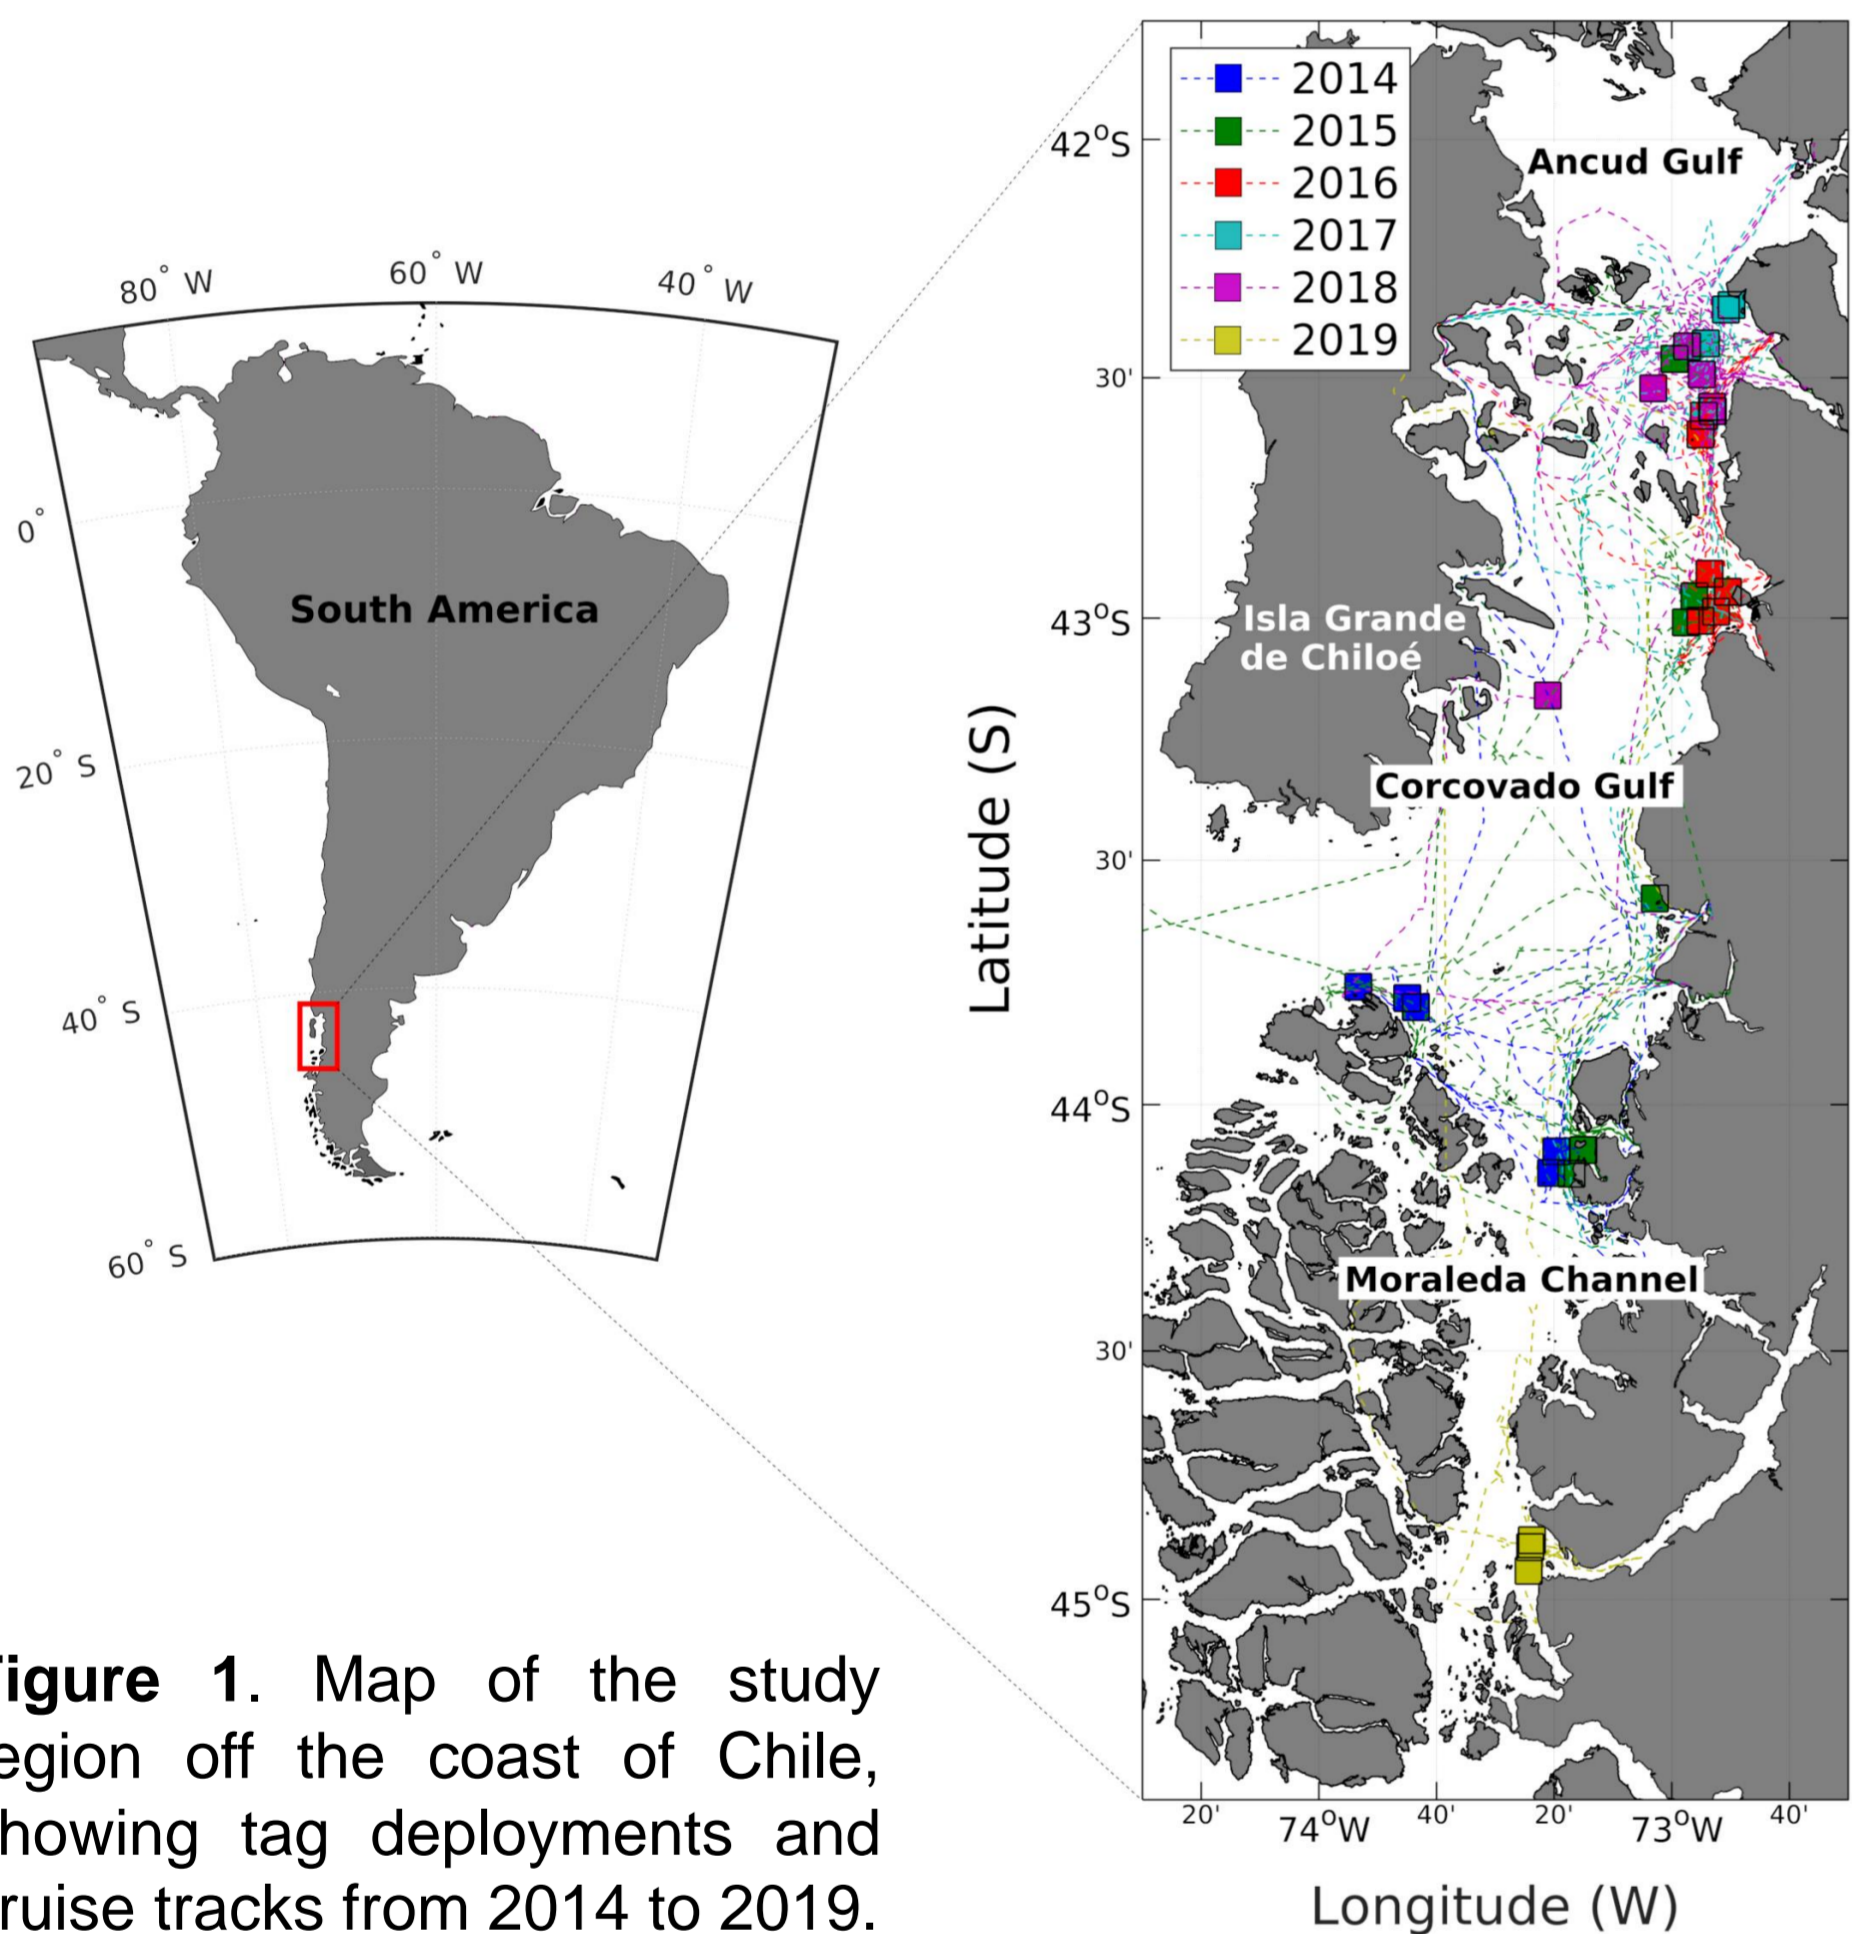 80° W
60° W
40° W
0°
20° S
40° S
60° S
South America
2014
2015
2016
2017
2018
2019
Ancud Gulf
Isla Grande
de Chiloé
Corcovado Gulf
Moraleda Channel
42°S
30'
43°S
30'
44°S
30'
45°S
Latitude (S)
20'
74°W
40'
20'
73°W
40'
Longitude (W)
igure 1. Map of the study
egion off the coast of Chile,
howing tag deployments and
ruise tracks from 2014 to 2019.